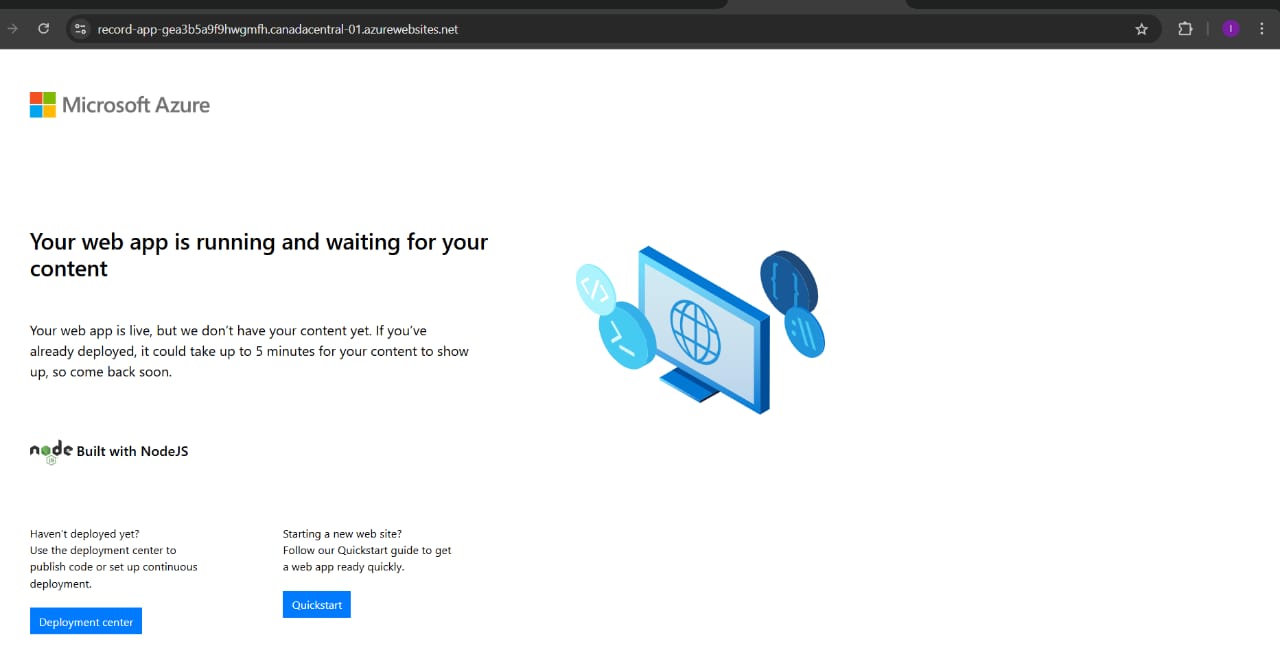 record-app-gea3b5a9f9hwgmfh.canadacentral-01.azurewebsites.net
I
Microsoft Azure
Your web app is running and waiting for your
content
Your web app is live, but we don’t have your content yet. If you’ve
already deployed, it could take up to 5 minutes for your content to show
up, so come back soon.
node
JS
Built with NodeJS
Haven’t deployed yet?
Use the deployment center to
publish code or set up continuous
deployment.
Deployment center
Starting a new web site?
Follow our Quickstart guide to get
a web app ready quickly.
Quickstart